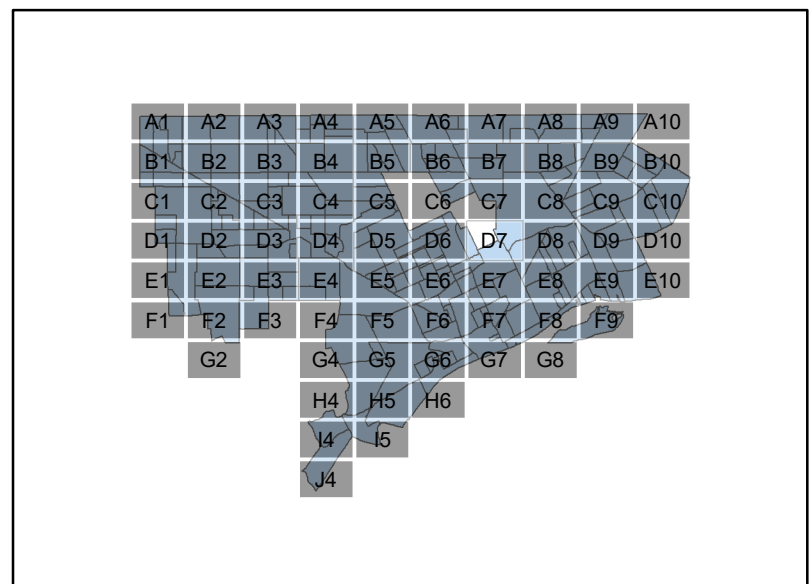 A1 A2 A3 A4 A5 A6 A7 A8 A9 A10
B1 B2 B3 B4 B5 B6 B7 B8 B9 B10
C1 C2 C3 C4 C5 C6 C7 C8 C9 C10
D1 D2 D3 D4 D5 D6 D7 D8 D9 D10
E1 E2 E3 E4 E5 E6 E7 E8 E9 E10
F1 F2 F3 F4 F5 F6 F7 F8 F9
G2 G4 G5 G6 G7 G8
H4 H5 H6
I4 I5
J4